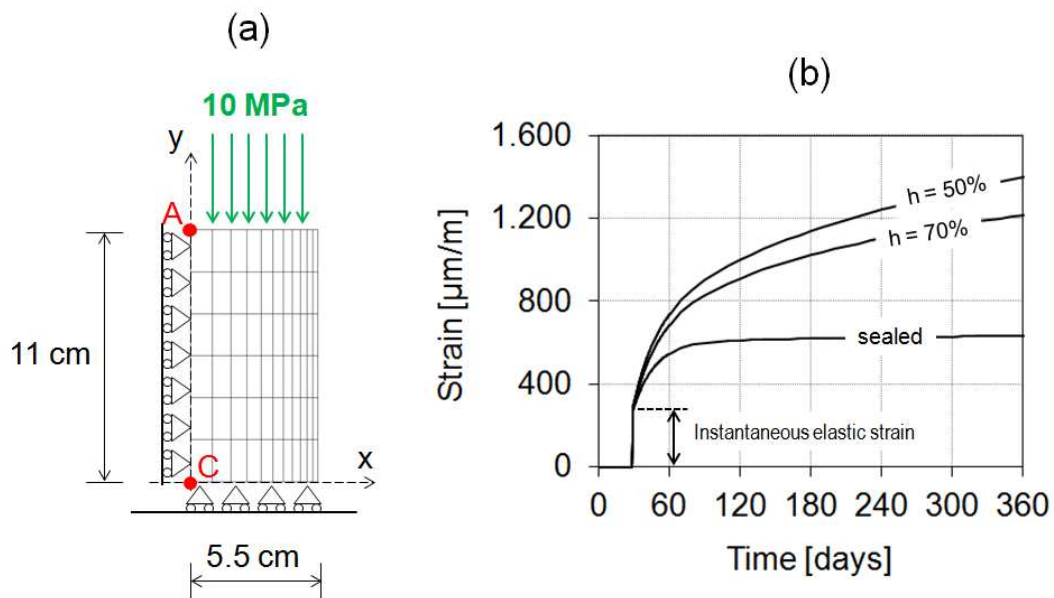 (a)
10 MPa
y
A
11 cm
C
x
5.5 cm
(b)
Strain [μm/m]
1.600
1.200
800
400
0
h = 50%
h = 70%
sealed
Instantaneous elastic strain
0 60 120 180 240 300 360
Time [days]